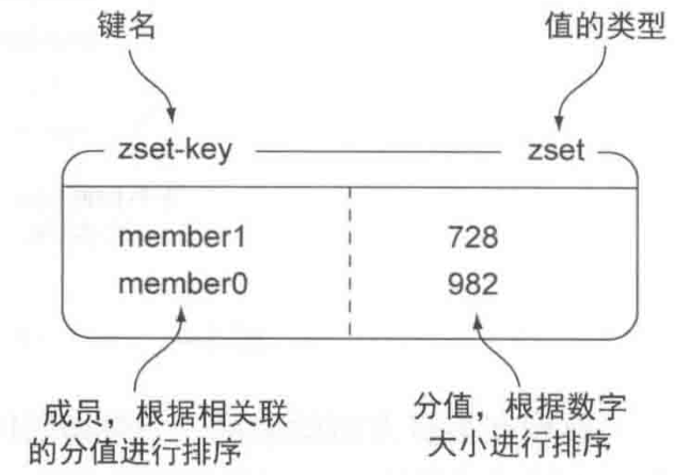 键名
值的类型
zset-key
zset
member1
728
member0
982
成员，根据相关联
的分值进行排序
分值，根据数字
大小进行排序